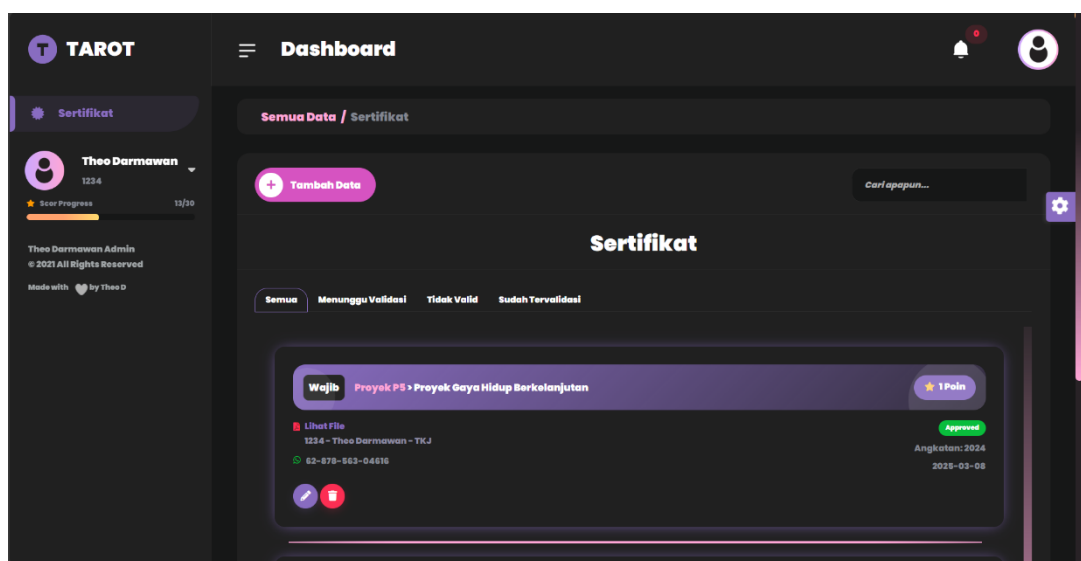 T TAROT
Dashboard
0
Sertifikat
Semua Data / Sertifikat
Theo Darmawan
1234
Scor Progress 13/30
Theo Darmawan Admin
© 2021 All Rights Reserved
Made with by Theo D
+ Tambah Data
Cari apapun...
Sertifikat
Semua Menunggu Validasi Tidak Valid Sudah Tervalidasi
Wajib Proyek P5 > Proyek Gaya Hidup Berkelanjutan 1 Poin
Lihat File Approved
1234 - Theo Darmawan - TKJ Angkatan: 2024
62-878-563-04616 2025-03-08